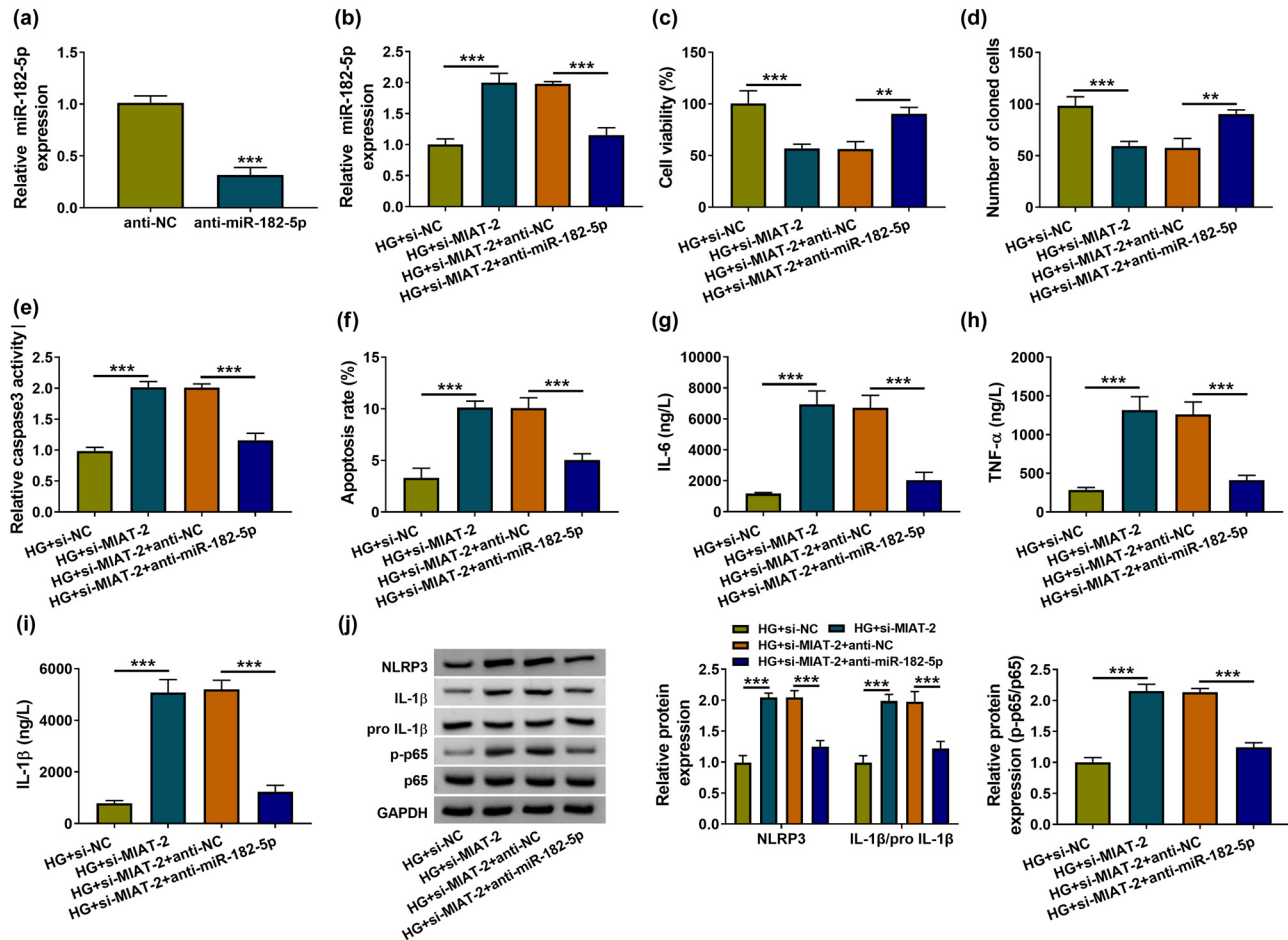 (a)
Relative miR-182-5p
expression
1.5
1.0
0.5
0.0
***
anti-NC
anti-miR-182-5p
(b)
Relative miR-182-5p
expression
2.5
2.0
1.5
1.0
0.5
0.0
***
***
HG+si-NC
HG+si-MIAT-2
HG+si-MIAT-2+anti-NC
HG+si-MIAT-2+anti-miR-182-5p
(c)
Cell viability (%)
150
100
50
0
***
**
HG+si-NC
HG+si-MIAT-2
HG+si-MIAT-2+anti-NC
HG+si-MIAT-2+anti-miR-182-5p
(d)
Number of cloned cells
150
100
50
0
***
**
HG+si-NC
HG+si-MIAT-2
HG+si-MIAT-2+anti-NC
HG+si-MIAT-2+anti-miR-182-5p
(e)
Relative caspase3 activity|
2.5
2.0
1.5
1.0
0.5
0.0
***
***
HG+si-NC
HG+si-MIAT-2
HG+si-MIAT-2+anti-NC
HG+si-MIAT-2+anti-miR-182-5p
(f)
Apoptosis rate (%)
15
10
5
0
***
***
HG+si-NC
HG+si-MIAT-2
HG+si-MIAT-2+anti-NC
HG+si-MIAT-2+anti-miR-182-5p
(g)
IL-6 (ng/L)
10000
8000
6000
4000
2000
0
***
***
HG+si-NC
HG+si-MIAT-2
HG+si-MIAT-2+anti-NC
HG+si-MIAT-2+anti-miR-182-5p
(h)
TNF-α (ng/L)
2000
1500
1000
500
0
***
***
HG+si-NC
HG+si-MIAT-2
HG+si-MIAT-2+anti-NC
HG+si-MIAT-2+anti-miR-182-5p
(i)
IL-1β (ng/L)
6000
4000
2000
0
***
***
HG+si-NC
HG+si-MIAT-2
HG+si-MIAT-2+anti-NC
HG+si-MIAT-2+anti-miR-182-5p
(j)
NLRP3
IL-1β
pro IL-1β
p-p65
p65
GAPDH
HG+si-NC
HG+si-MIAT-2
HG+si-MIAT-2+anti-NC
HG+si-MIAT-2+anti-miR-182-5p
HG+si-NC
HG+si-MIAT-2
HG+si-MIAT-2+anti-NC
HG+si-MIAT-2+anti-miR-182-5p
Relative protein
expression
2.5
2.0
1.5
1.0
0.5
0.0
***
***
***
***
NLRP3
IL-1β/pro IL-1β
Relative protein
expression (p-p65/p65)
2.5
2.0
1.5
1.0
0.5
0.0
***
***
HG+si-NC
HG+si-MIAT-2
HG+si-MIAT-2+anti-NC
HG+si-MIAT-2+anti-miR-182-5p